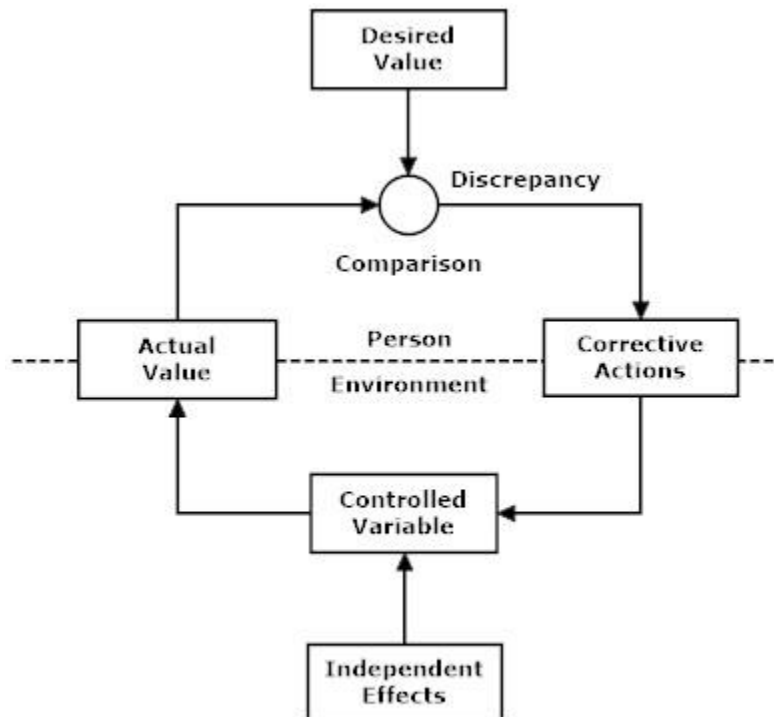 Desired
Value
Discrepancy
Comparison
Actual
Value
Person
Environment
Corrective
Actions
Controlled
Variable
Independent
Effects